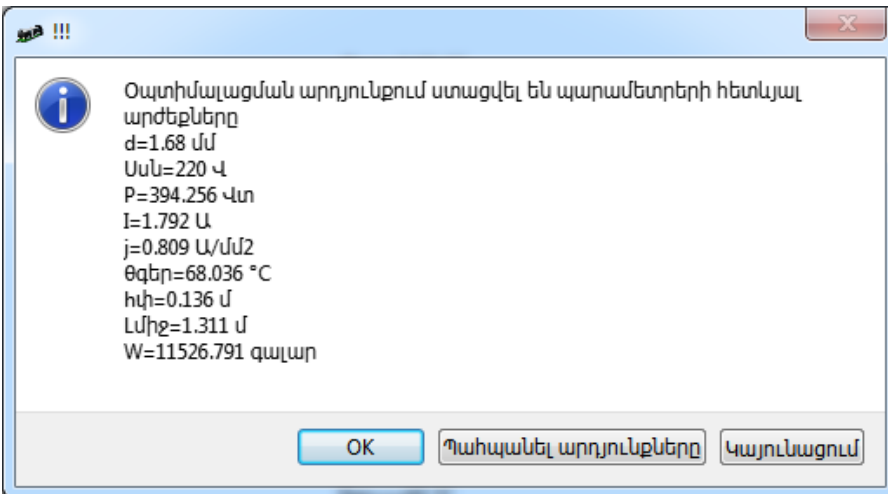 !!!
Օպտիմալացման արդյունքում ստացվել են պարամետրերի հետևյալ
արժեքները
d=1.68 մմ
Uսն=220 Վ
P=394.256 Վտ
I=1.792 Ա
j=0.809 Ա/մմ2
θգեր=68.036 °C
հփ=0.136 մ
Lմիջ=1.311 մ
W=11526.791 գալար
OK
Պահպանել արդյունքները
Կայունացում